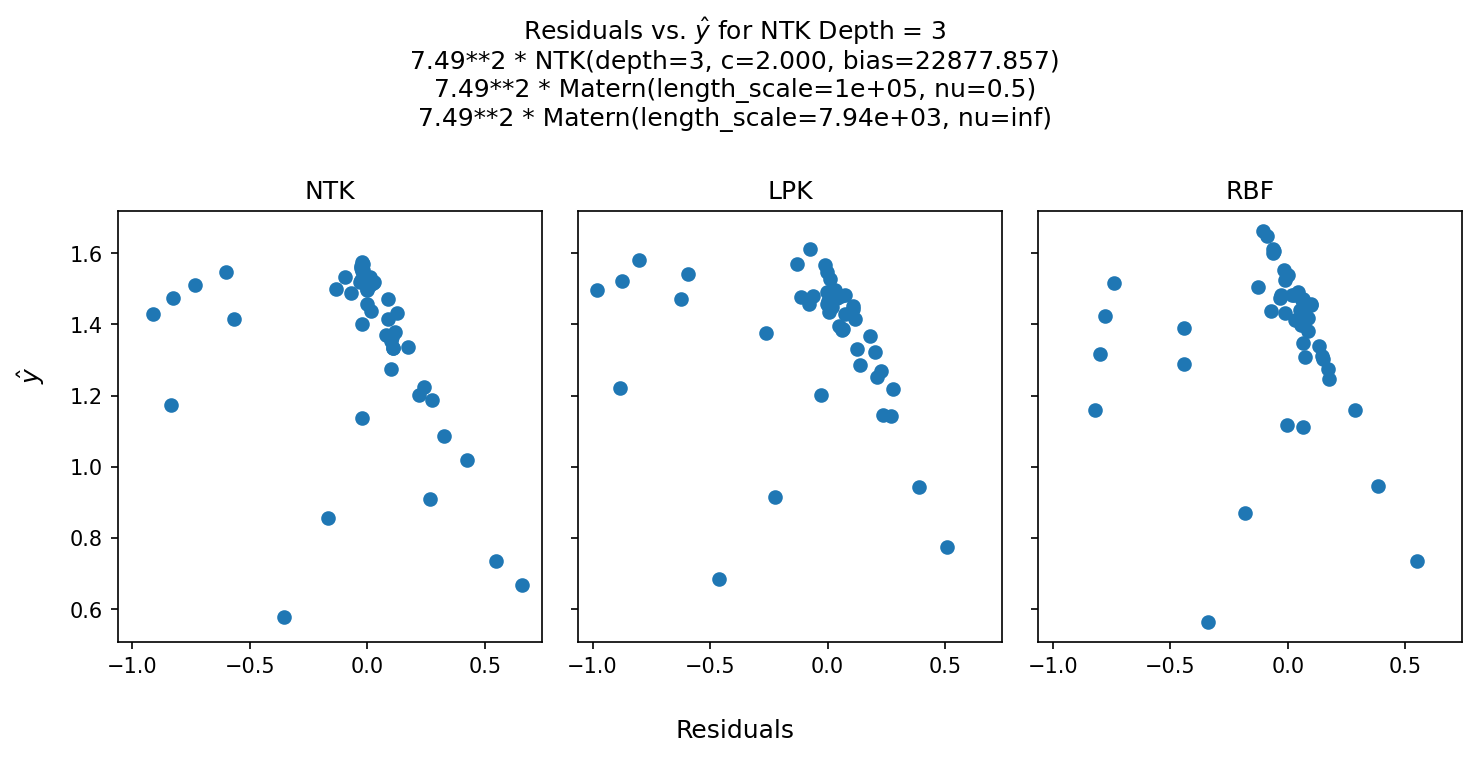 Residuals vs. ŷ for NTK Depth = 3
7.49**2 * NTK(depth=3, c=2.000, bias=22877.857)
7.49**2 * Matern(length_scale=1e+05, nu=0.5)
7.49**2 * Matern(length_scale=7.94e+03, nu=inf)
NTK
LPK
RBF
ŷ
1.6
1.4
1.2
1.0
0.8
0.6
−1.0 −0.5 0.0 0.5
−1.0 −0.5 0.0 0.5
−1.0 −0.5 0.0 0.5
Residuals